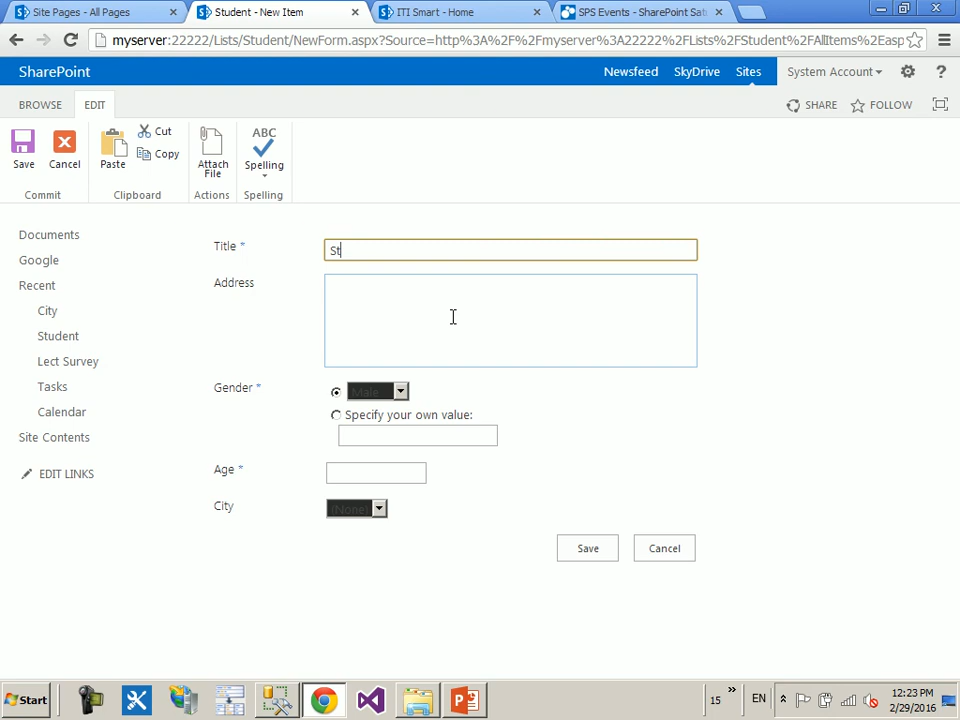 Site Pages - All Pages
Student - New Item
ITI Smart - Home
SPS Events - SharePoint Sat
myserver:22222/Lists/Student/NewForm.aspx?Source=http%3A%2F%2Fmyserver%3A22222%2FLists%2FStudent%2FAllItems%2Easp
SharePoint
Newsfeed
SkyDrive
Sites
System Account
?
BROWSE
EDIT
SHARE
FOLLOW
Save
Cancel
Paste
Cut
Copy
Attach File
ABC
Spelling
Commit
Clipboard
Actions
Spelling
Documents
Google
Recent
City
Student
Lect Survey
Tasks
Calendar
Site Contents
EDIT LINKS
Title *
St
Address
Gender *
Male
Specify your own value:
Age *
City
(None)
Save
Cancel
Start
15
»
EN
12:23 PM
2/29/2016